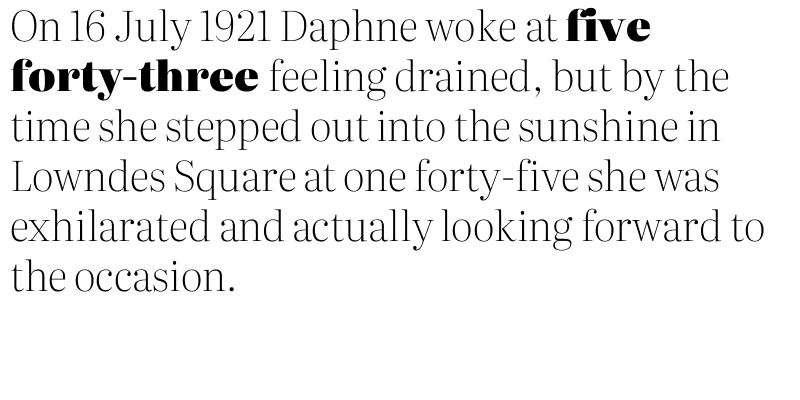 On 16 July 1921 Daphne woke at five
forty-three feeling drained, but by the
time she stepped out into the sunshine in
Lowndes Square at one forty-five she was
exhilarated and actually looking forward to
the occasion.